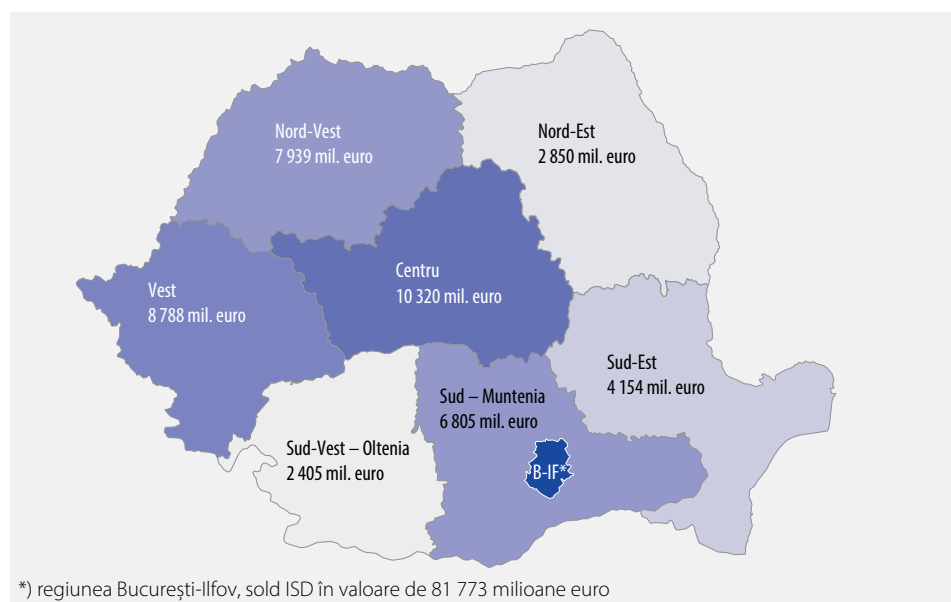 Nord-Vest
7 939 mil. euro
Nord-Est
2 850 mil. euro
Centru
10 320 mil. euro
Vest
8 788 mil. euro
Sud-Est
4 154 mil. euro
Sud – Muntenia
6 805 mil. euro
Sud-Vest – Oltenia
2 405 mil. euro
B-IF*
*) regiunea București-Ilfov, sold ISD în valoare de 81 773 milioane euro